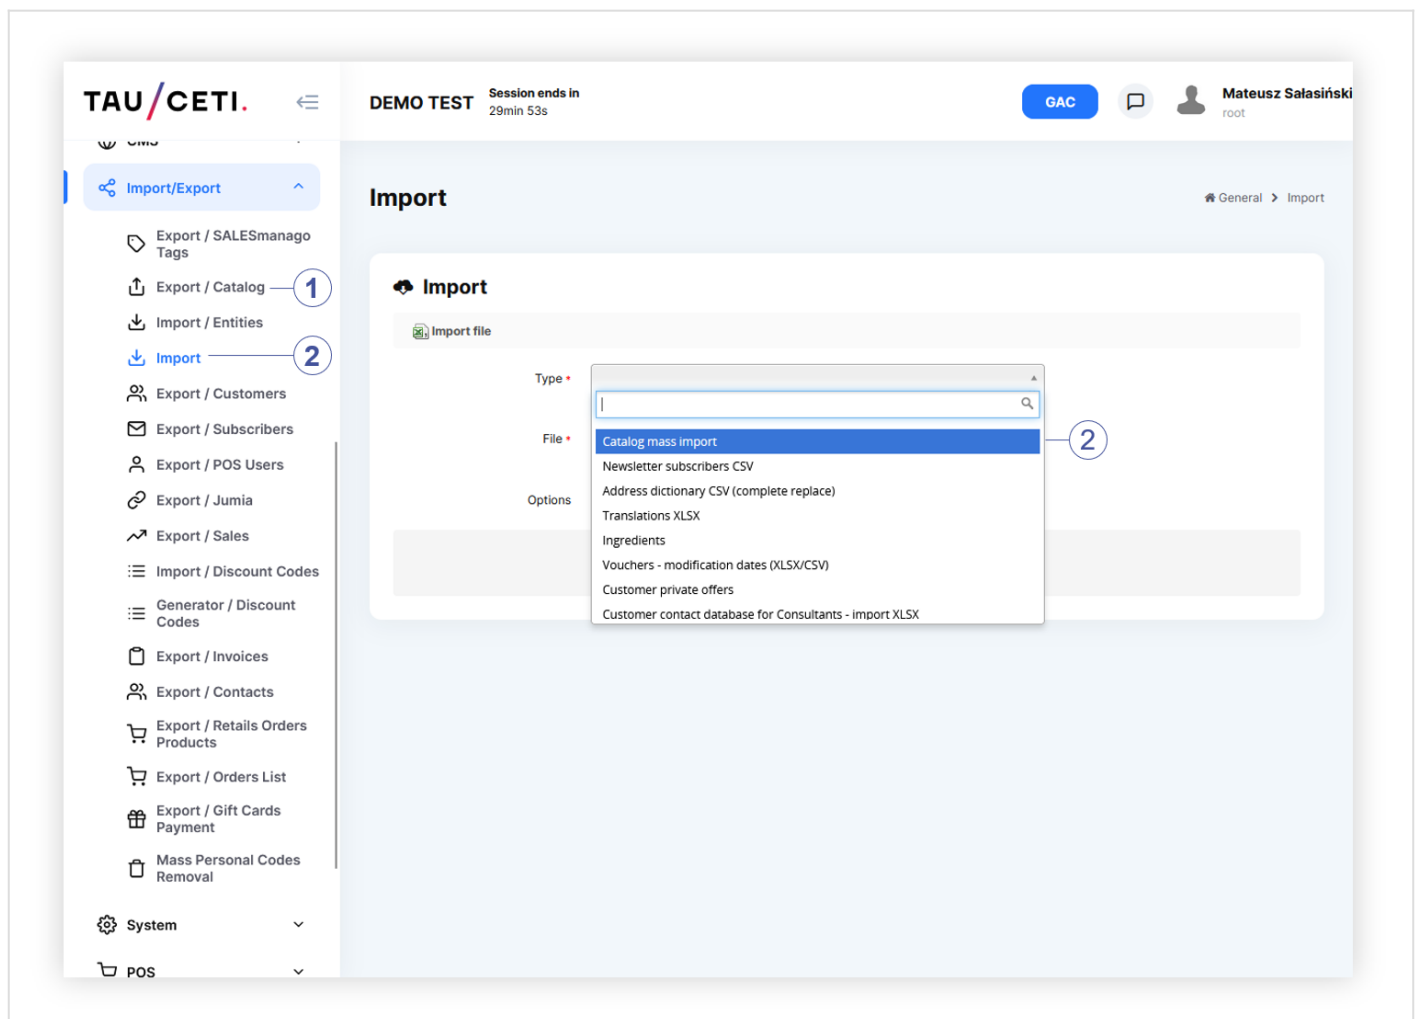 TAU/CETI.
DEMO TEST
Session ends in
29min 53s
GAC
Mateusz Sałasiński
root
CMS
Import/Export
Export / SALESmanago
Tags
Export / Catalog
1
Import / Entities
Import
2
Export / Customers
Export / Subscribers
Export / POS Users
Export / Jumia
Export / Sales
Import / Discount Codes
Generator / Discount
Codes
Export / Invoices
Export / Contacts
Export / Retails Orders
Products
Export / Orders List
Export / Gift Cards
Payment
Mass Personal Codes
Removal
System
POS
Import
General > Import
Import
Import file
Type *
File *
Options
Catalog mass import
2
Newsletter subscribers CSV
Address dictionary CSV (complete replace)
Translations XLSX
Ingredients
Vouchers - modification dates (XLSX/CSV)
Customer private offers
Customer contact database for Consultants - import XLSX